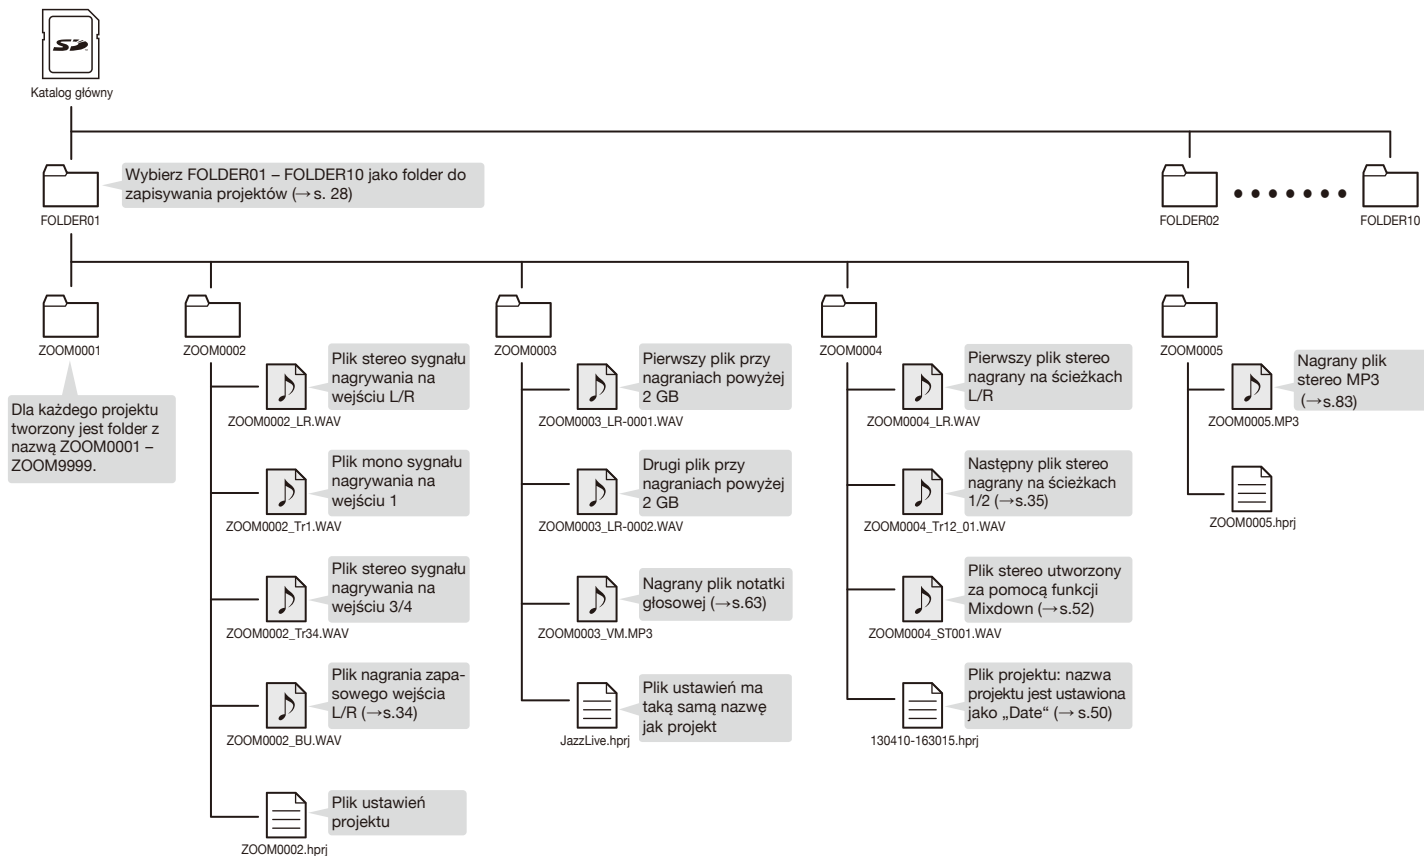 SD
Katalog główny
FOLDER01
Wybierz FOLDER01 – FOLDER10 jako folder do
zapisywania projektów (→s. 28)
FOLDER02
FOLDER10
ZOOM0001
Dla każdego projektu
tworzony jest folder z
nazwą ZOOM0001 –
ZOOM9999.
ZOOM0002
Plik stereo sygnału
nagrywania na
wejściu L/R
ZOOM0002_LR.WAV
Plik mono sygnału
nagrywania na
wejściu 1
ZOOM0002_Tr1.WAV
Plik stereo sygnału
nagrywania na
wejściu 3/4
ZOOM0002_Tr34.WAV
Plik nagrania zapa-
sowego wejścia
L/R (→s.34)
ZOOM0002_BU.WAV
Plik ustawień
projektu
ZOOM0002.hprj
ZOOM0003
Pierwszy plik przy
nagraniach powyżej
2 GB
ZOOM0003_LR-0001.WAV
Drugi plik przy
nagraniach powyżej
2 GB
ZOOM0003_LR-0002.WAV
Nagrany plik notatki
głosowej (→s.63)
ZOOM0003_VM.MP3
Plik ustawień ma
taką samą nazwę
jak projekt
JazzLive.hprj
ZOOM0004
Pierwszy plik stereo
nagrany na ścieżkach
L/R
ZOOM0004_LR.WAV
Następny plik stereo
nagrany na ścieżkach
1/2 (→s.35)
ZOOM0004_Tr12_01.WAV
Plik stereo utworzony
za pomocą funkcji
Mixdown (→s.52)
ZOOM0004_ST001.WAV
Plik projektu: nazwa
projektu jest ustawiona
jako „Date“ (→ s.50)
130410-163015.hprj
ZOOM0005
Nagrany plik
stereo MP3
(→s.83)
ZOOM0005.MP3
ZOOM0005.hprj